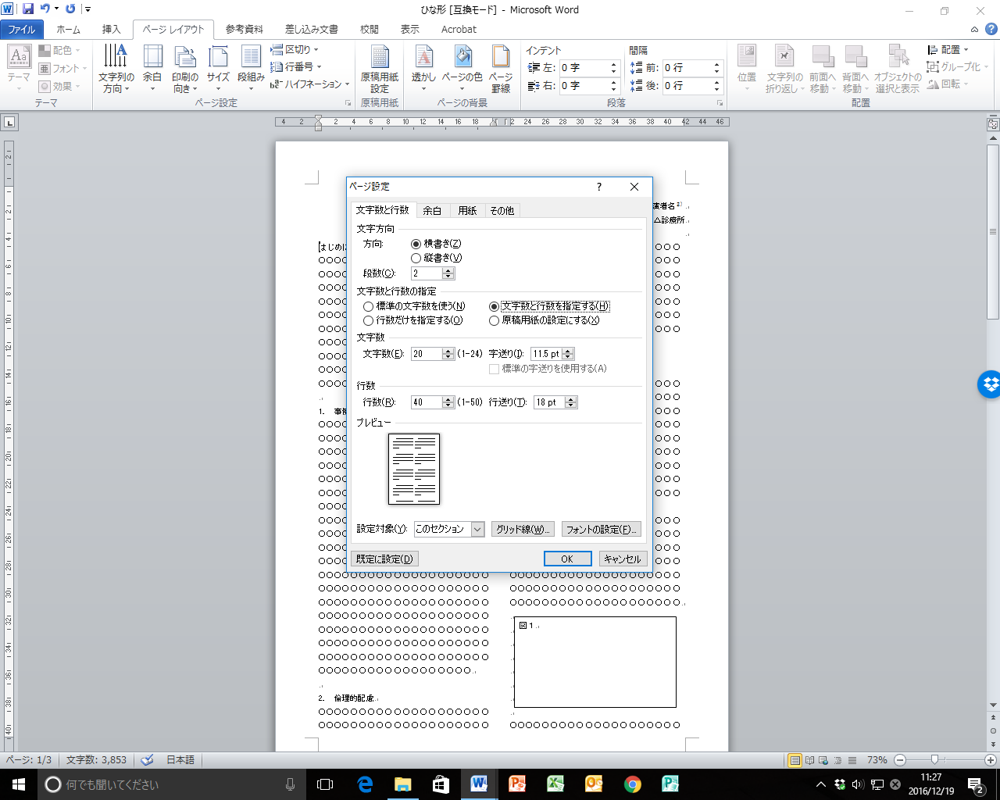 ひな形 [互換モード] - Microsoft Word
ファイル ホーム 挿入 ページ レイアウト 参考資料 差し込み文書 校閲 表示 Acrobat
テーマ 配色 フォント 効果
文字列の方向 余白 印刷の向き サイズ 段組み 区切り 行番号 ハイフネーション
原稿用紙設定
透かし ページの色 ページ罫線
インデント
左: 0 字
右: 0 字
間隔
前: 0 行
後: 0 行
位置 文字列の折り返し 前面へ移動 背面へ移動 オブジェクトの選択と表示 配置 グループ化 回転
テーマ ページ設定 原稿用紙 ページの背景 段落 配置
4 2 2 4 6 8 10 12 14 16 18 22 24 26 28 30 32 34 36 38 40 42 44 46
ページ設定
文字数と行数 余白 用紙 その他
文字方向
方向: 横書き(Z)
縦書き(V)
段数(C): 2
文字数と行数の指定
標準の文字数を使う(N) 文字数と行数を指定する(H)
行数だけを指定する(O) 原稿用紙の設定にする(X)
文字数
文字数(E): 20 (1-24) 字送り(I): 11.5 pt
標準の字送りを使用する(A)
行数
行数(R): 40 (1-50) 行送り(T): 18 pt
プレビュー
設定対象(Y): このセクション グリッド線(W)... フォントの設定(F)...
既定に設定(D) OK キャンセル
演者名
△診療所
はじめに
1. 事
図 1
2. 倫理的配慮
○○○○○○○○○○○○○○○○○○
ページ: 1/3 文字数: 3,853 日本語 73%
何でも聞いてください
11:27
2016/12/19
2